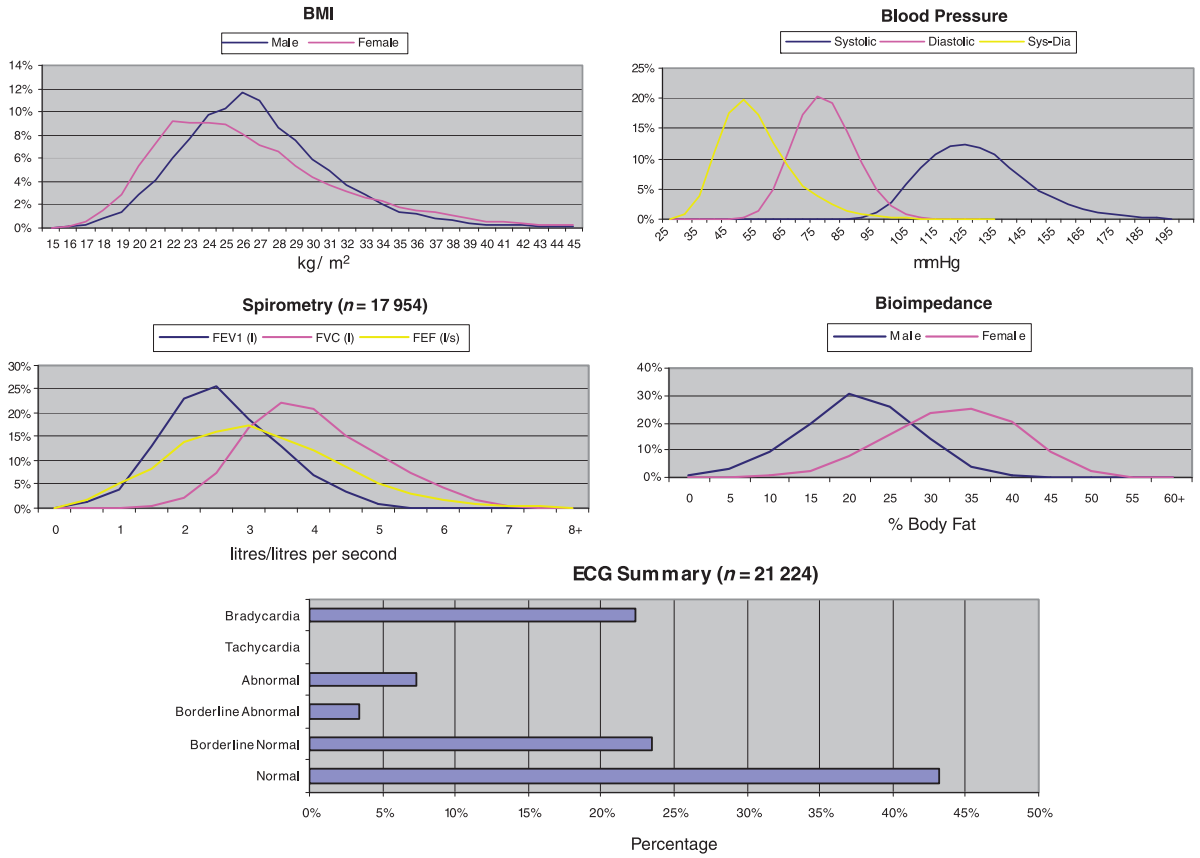 BMI
Male Female
14%
12%
10%
8%
6%
4%
2%
0%
15 16 17 18 19 20 21 22 23 24 25 26 27 28 29 30 31 32 33 34 35 36 37 38 39 40 41 42 43 44 45
kg/ m²
Blood Pressure
Systolic Diastolic Sys-Dia
25%
20%
15%
10%
5%
0%
25 35 45 55 65 75 85 95 105 115 125 135 145 155 165 175 185 195
mmHg
Spirometry (n = 17 954)
FEV1 (l) FVC (l) FEF (l/s)
30%
25%
20%
15%
10%
5%
0%
0 1 2 3 4 5 6 7 8+
litres/litres per second
Bioimpedance
Male Female
40%
30%
20%
10%
0%
0 5 10 15 20 25 30 35 40 45 50 55 60+
% Body Fat
ECG Summary (n = 21 224)
Bradycardia
Tachycardia
Abnormal
Borderline Abnormal
Borderline Normal
Normal
0% 5% 10% 15% 20% 25% 30% 35% 40% 45% 50%
Percentage